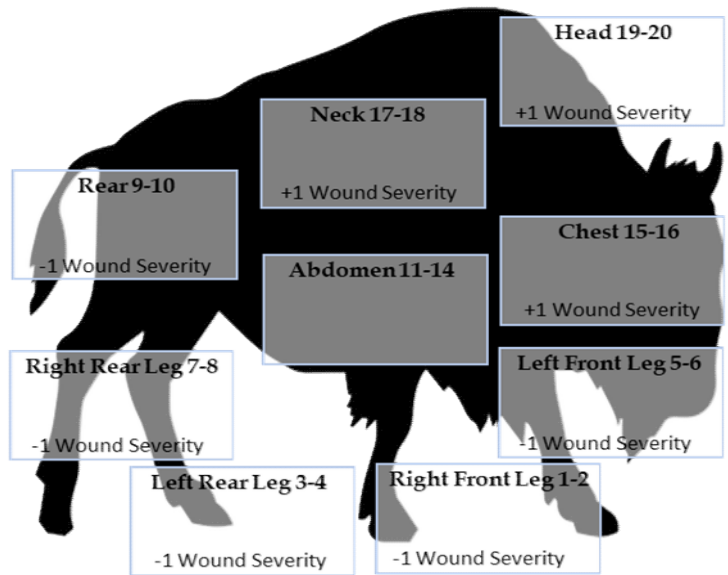 Head 19-20
+1 Wound Severity
Neck 17-18
+1 Wound Severity
Rear 9-10
-1 Wound Severity
Chest 15-16
+1 Wound Severity
Abdomen 11-14
Right Rear Leg 7-8
-1 Wound Severity
Left Front Leg 5-6
-1 Wound Severity
Left Rear Leg 3-4
-1 Wound Severity
Right Front Leg 1-2
-1 Wound Severity